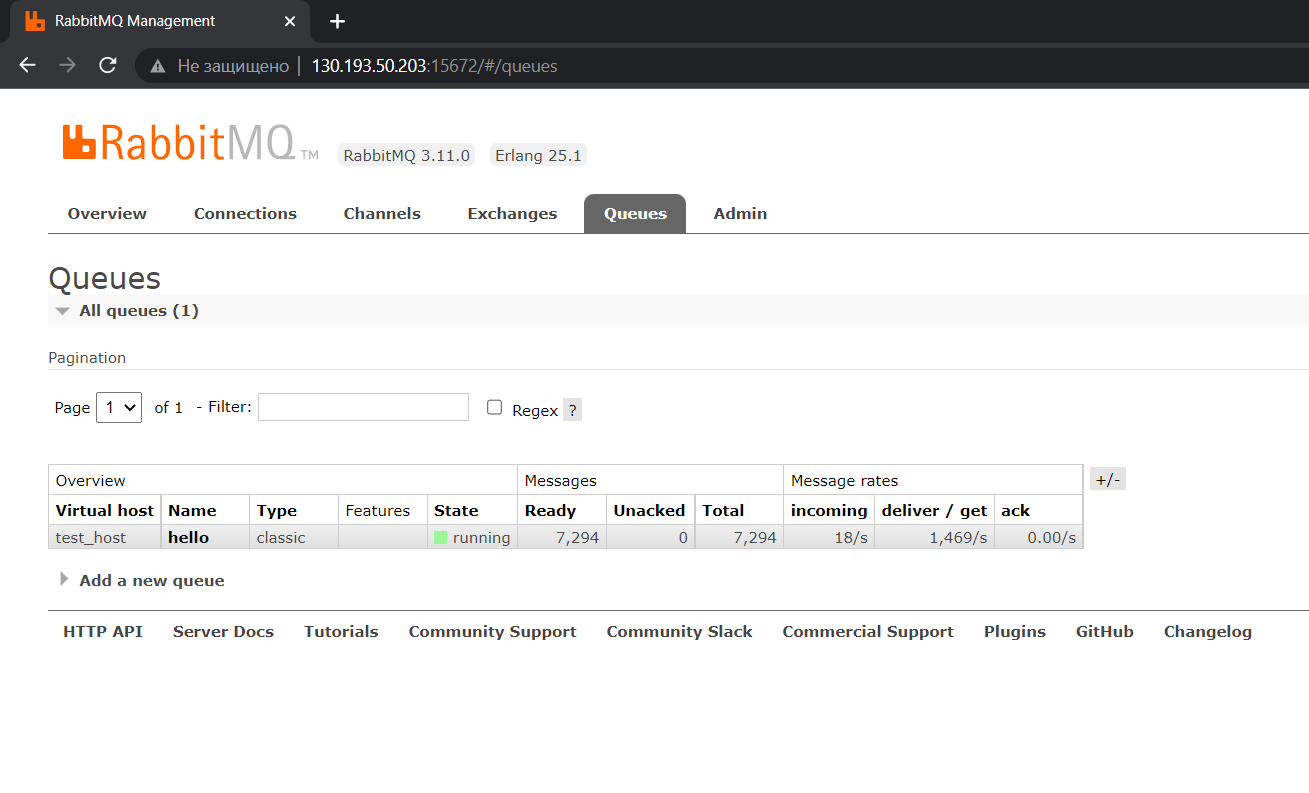 RabbitMQ Management
Не защищено 130.193.50.203:15672/#/queues
RabbitMQ TM RabbitMQ 3.11.0 Erlang 25.1
Overview Connections Channels Exchanges Queues Admin
Queues
All queues (1)
Pagination
Page 1 of 1 - Filter: Regex ?
Overview Messages Message rates +/-
Virtual host Name Type Features State Ready Unacked Total incoming deliver / get ack
test_host hello classic running 7,294 0 7,294 18/s 1,469/s 0.00/s
Add a new queue
HTTP API Server Docs Tutorials Community Support Community Slack Commercial Support Plugins GitHub Changelog